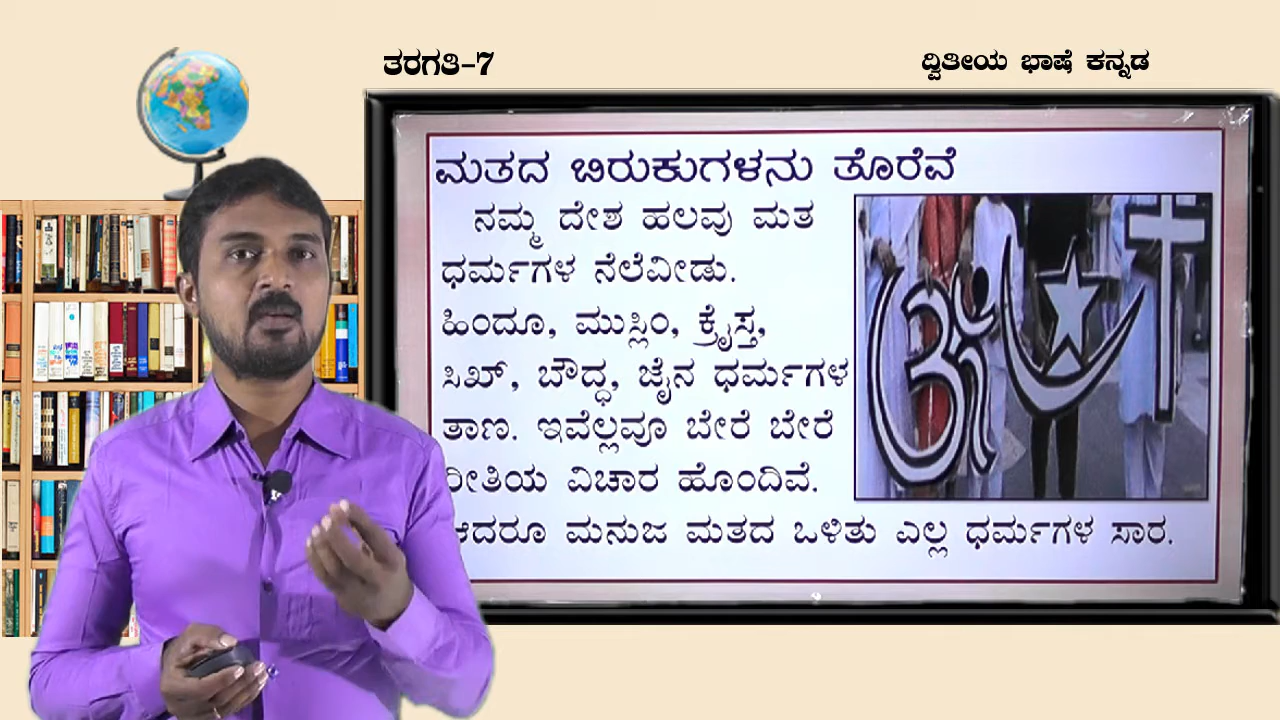 ತರಗತಿ-7
ದ್ವಿತೀಯ ಭಾಷೆ ಕನ್ನಡ
ಮತದ ಬಿರುಕುಗಳನು ತೊರೆವೆ
ನಮ್ಮ ದೇಶ ಹಲವು ಮತ
ಧರ್ಮಗಳ ನೆಲೆವೀಡು.
ಹಿಂದೂ, ಮುಸ್ಲಿಂ, ಕ್ರೈಸ್ತ,
ಸಿಖ್, ಬೌದ್ಧ, ಜೈನ ಧರ್ಮಗಳ
ತಾಣ. ಇವೆಲ್ಲವೂ ಬೇರೆ ಬೇರೆ
ರೀತಿಯ ವಿಚಾರ ಹೊಂದಿವೆ.
ಆದರೂ ಮನುಜ ಮತದ ಒಳಿತು ಎಲ್ಲ ಧರ್ಮಗಳ ಸಾರ.